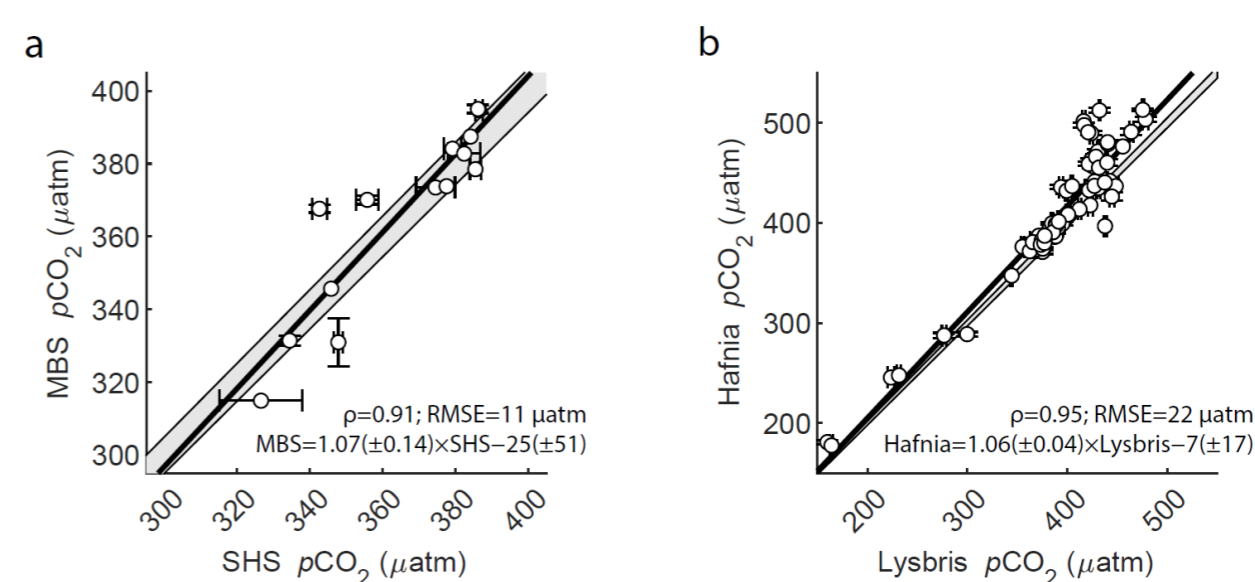 a
MBS pCO2 (μatm)
400
380
360
340
320
300
ρ=0.91; RMSE=11 μatm
MBS=1.07(±0.14)×SHS−25(±51)
300 320 340 360 380 400
SHS pCO2 (μatm)
b
Hafnia pCO2 (μatm)
500
400
300
200
ρ=0.95; RMSE=22 μatm
Hafnia=1.06(±0.04)×Lysbris−7(±17)
200 300 400 500
Lysbris pCO2 (μatm)